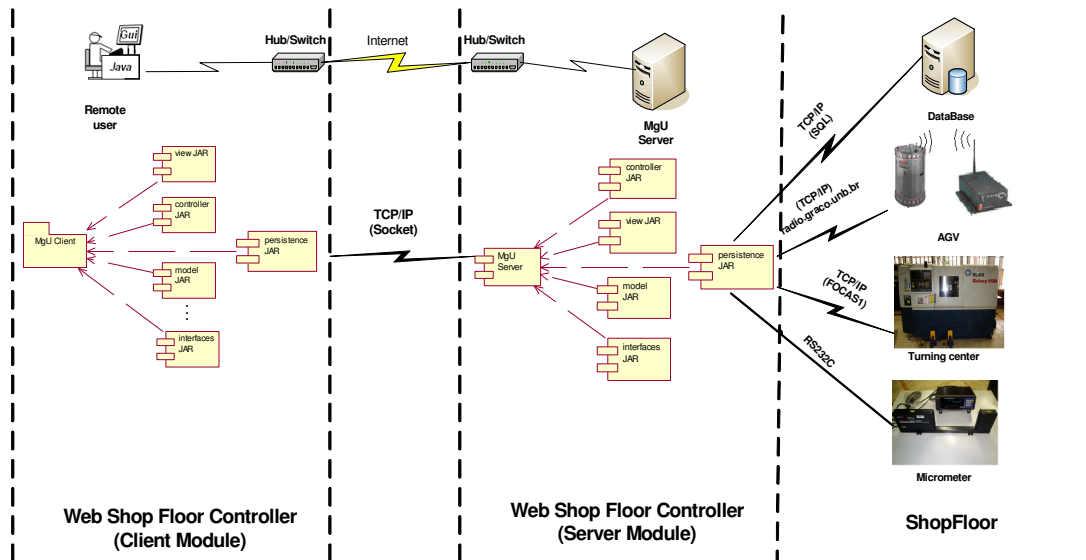 Gui
Java
Remote
user
Hub/Switch
Internet
Hub/Switch
MgU
Server
DataBase
TCP/IP
(SQL)
(TCP/IP)
radio.graco.unb.br
AGV
view JAR
controller
JAR
MgU Client
persistence
JAR
model
JAR
interfaces
JAR
TCP/IP
(Socket)
controller
JAR
view JAR
MgU
Server
persistence
JAR
model
JAR
interfaces
JAR
TCP/IP
(FOCAS1)
Turning center
RS232C
Micrometer
Web Shop Floor Controller
(Client Module)
Web Shop Floor Controller
(Server Module)
ShopFloor